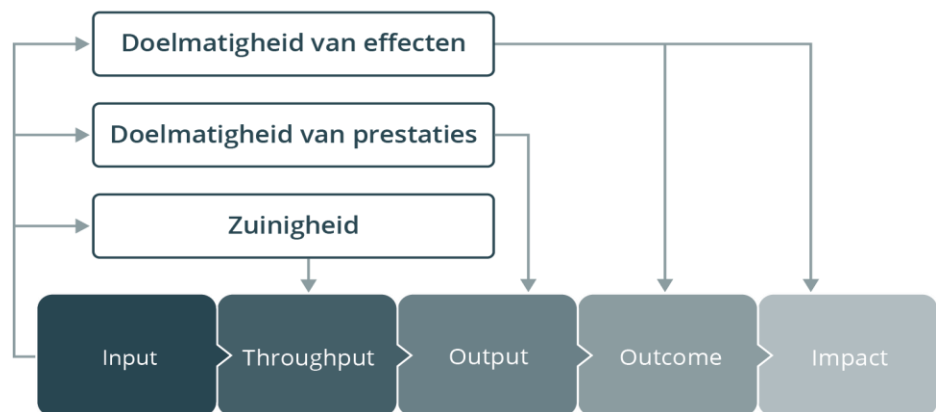 Doelmatigheid van effecten
Doelmatigheid van prestaties
Zuinigheid
Input
Throughput
Output
Outcome
Impact